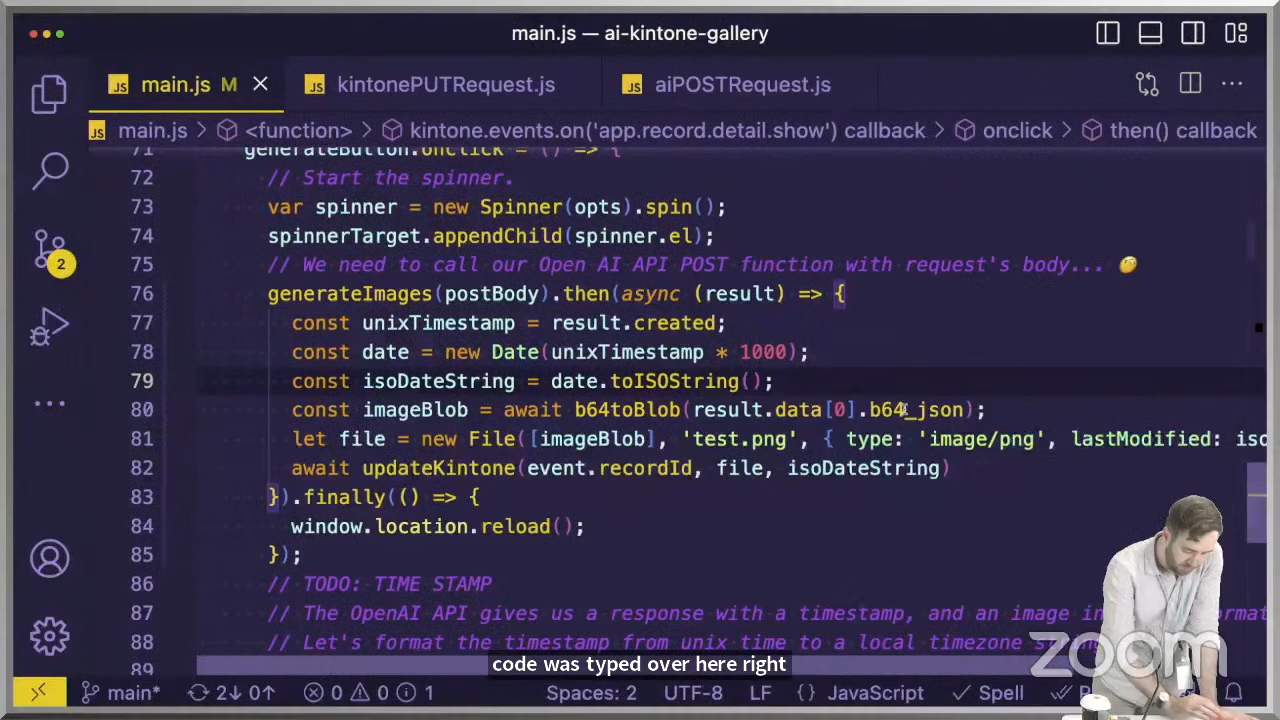 main.js — ai-kintone-gallery
JS main.js M JS kintonePUTRequest.js JS aiPOSTRequest.js
JS main.js > <function> > kintone.events.on('app.record.detail.show') callback > onclick > then() callback
71 generateButton.onclick = () => {
72 // Start the spinner.
73 var spinner = new Spinner(opts).spin();
74 spinnerTarget.appendChild(spinner.el);
75 // We need to call our Open AI API POST function with request's body... 🤔
76 generateImages(postBody).then(async (result) => {
77 const unixTimestamp = result.created;
78 const date = new Date(unixTimestamp * 1000);
79 const isoDateString = date.toISOString();
80 const imageBlob = await b64toBlob(result.data[0].b64_json);
81 let file = new File([imageBlob], 'test.png', { type: 'image/png', lastModified: iso
82 await updateKintone(event.recordId, file, isoDateString)
83 }).finally(() => {
84 window.location.reload();
85 });
86 // TODO: TIME STAMP
87 // The OpenAI API gives us a response with a timestamp, and an image in
88 // Let's format the timestamp from unix time to a local timezone
89
2
code was typed over here right
zoom
main* 2↓ 0↑ 0 0 1 Spaces: 2 UTF-8 LF {} JavaScript Spell